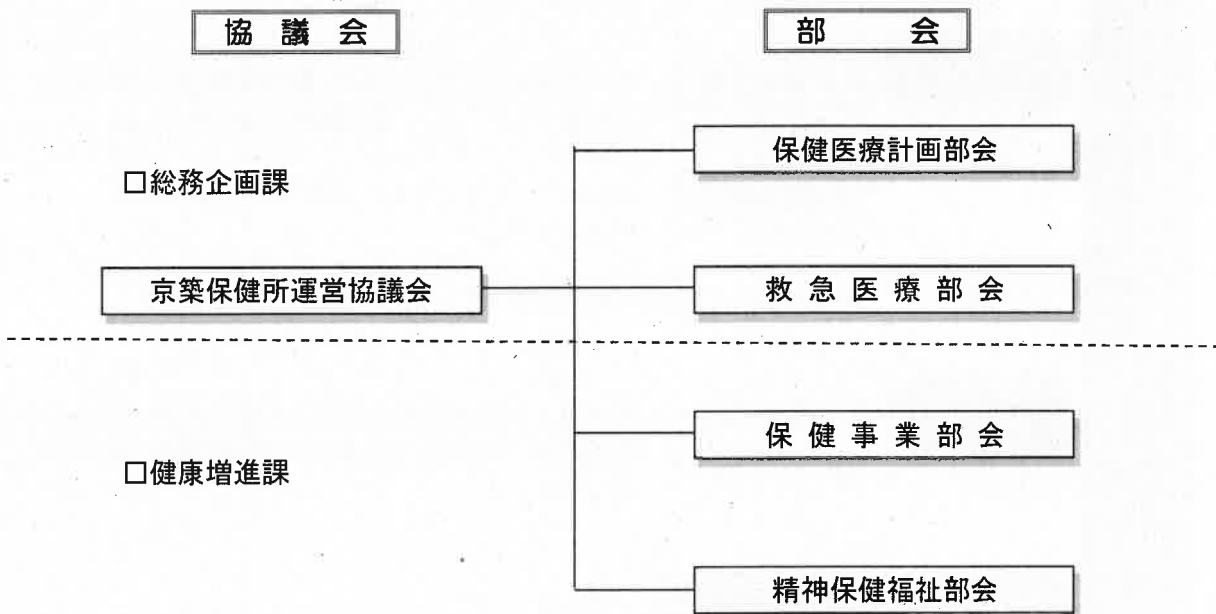 協 議 会
部 会
保健医療計画部会
□総務企画課
京築保健所運営協議会
救 急 医 療 部 会
保 健 事 業 部 会
□健康増進課
精神保健福祉部会